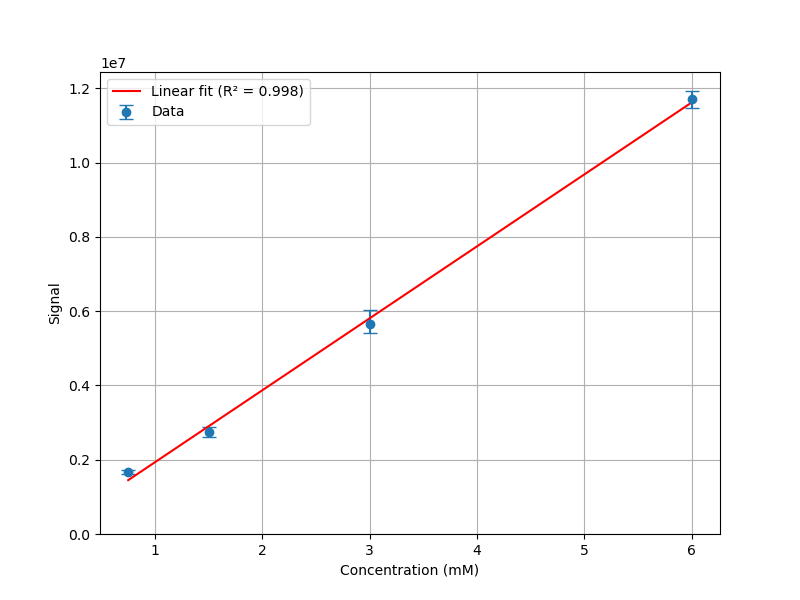 1e7
Linear fit (R² = 0.998)
Data
1.2
1.0
0.8
0.6
0.4
0.2
0.0
Signal
1 2 3 4 5 6
Concentration (mM)